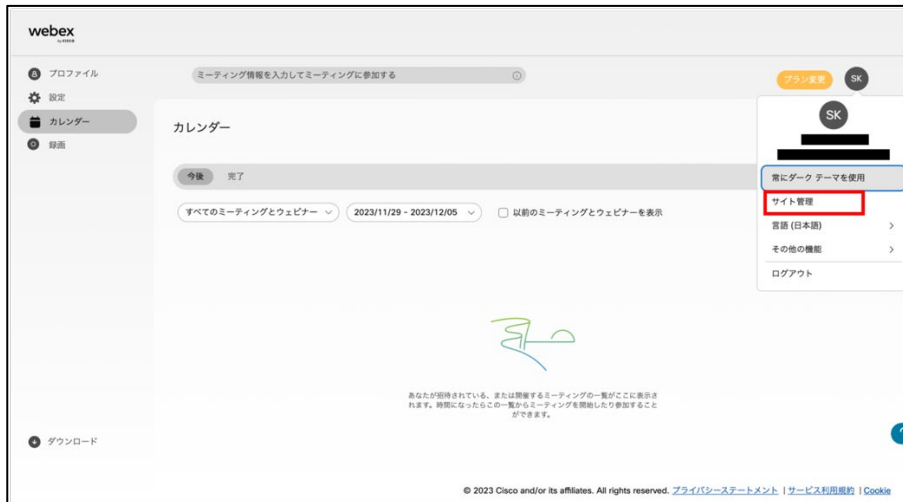 webex
by CISCO
プロファイル
設定
カレンダー
録画
ダウンロード
ミーティング情報を入力してミーティングに参加する
プラン変更
SK
カレンダー
今後 完了
すべてのミーティングとウェビナー 2023/11/29 - 2023/12/05 以前のミーティングとウェビナーを表示
SK
常にダーク テーマを使用
サイト管理
言語 (日本語)
その他の機能
ログアウト
あなたが招待されている、または開催するミーティングの一覧がここに表示さ
れます。時間になったらこの一覧からミーティングを開始したり参加すること
ができます。
© 2023 Cisco and/or its affiliates. All rights reserved. プライバシーステートメント | サービス利用規約 | Cookie